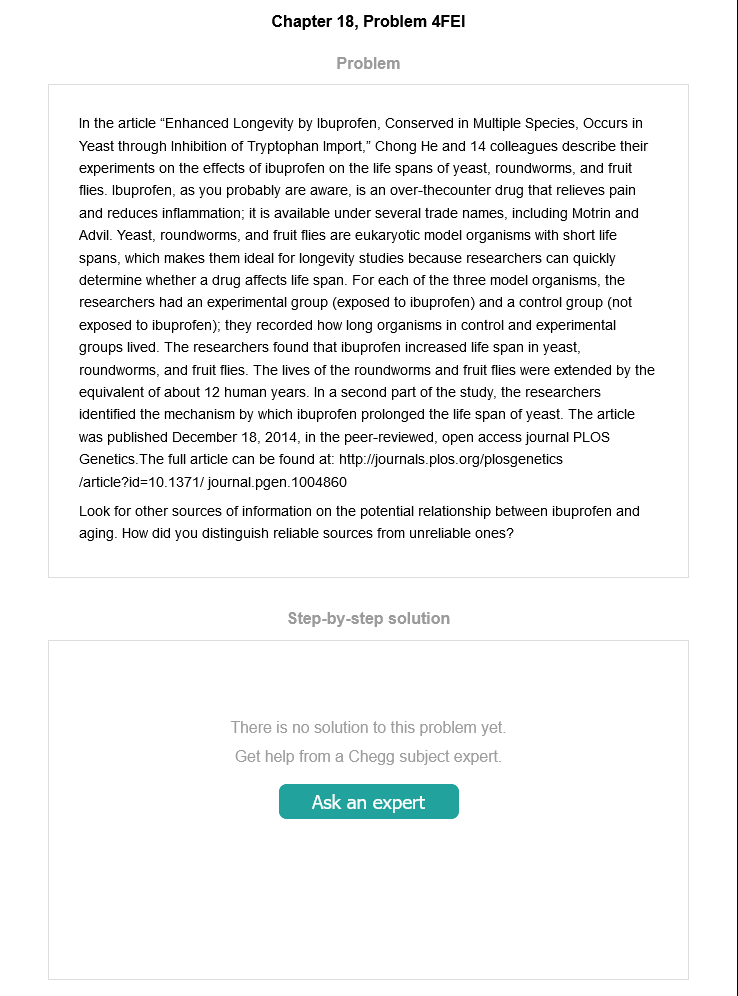 Chapter 18, Problem 4FEI
Problem
In the article “Enhanced Longevity by Ibuprofen, Conserved in Multiple Species, Occurs in
Yeast through Inhibition of Tryptophan Import,” Chong He and 14 colleagues describe their
experiments on the effects of ibuprofen on the life spans of yeast, roundworms, and fruit
flies. Ibuprofen, as you probably are aware, is an over-thecounter drug that relieves pain
and reduces inflammation; it is available under several trade names, including Motrin and
Advil. Yeast, roundworms, and fruit flies are eukaryotic model organisms with short life
spans, which makes them ideal for longevity studies because researchers can quickly
determine whether a drug affects life span. For each of the three model organisms, the
researchers had an experimental group (exposed to ibuprofen) and a control group (not
exposed to ibuprofen); they recorded how long organisms in control and experimental
groups lived. The researchers found that ibuprofen increased life span in yeast,
roundworms, and fruit flies. The lives of the roundworms and fruit flies were extended by the
equivalent of about 12 human years. In a second part of the study, the researchers
identified the mechanism by which ibuprofen prolonged the life span of yeast. The article
was published December 18, 2014, in the peer-reviewed, open access journal PLOS
Genetics.The full article can be found at: http://journals.plos.org/plosgenetics
/article?id=10.1371/ journal.pgen.1004860
Look for other sources of information on the potential relationship between ibuprofen and
aging. How did you distinguish reliable sources from unreliable ones?
Step-by-step solution
There is no solution to this problem yet.
Get help from a Chegg subject expert.
Ask an expert